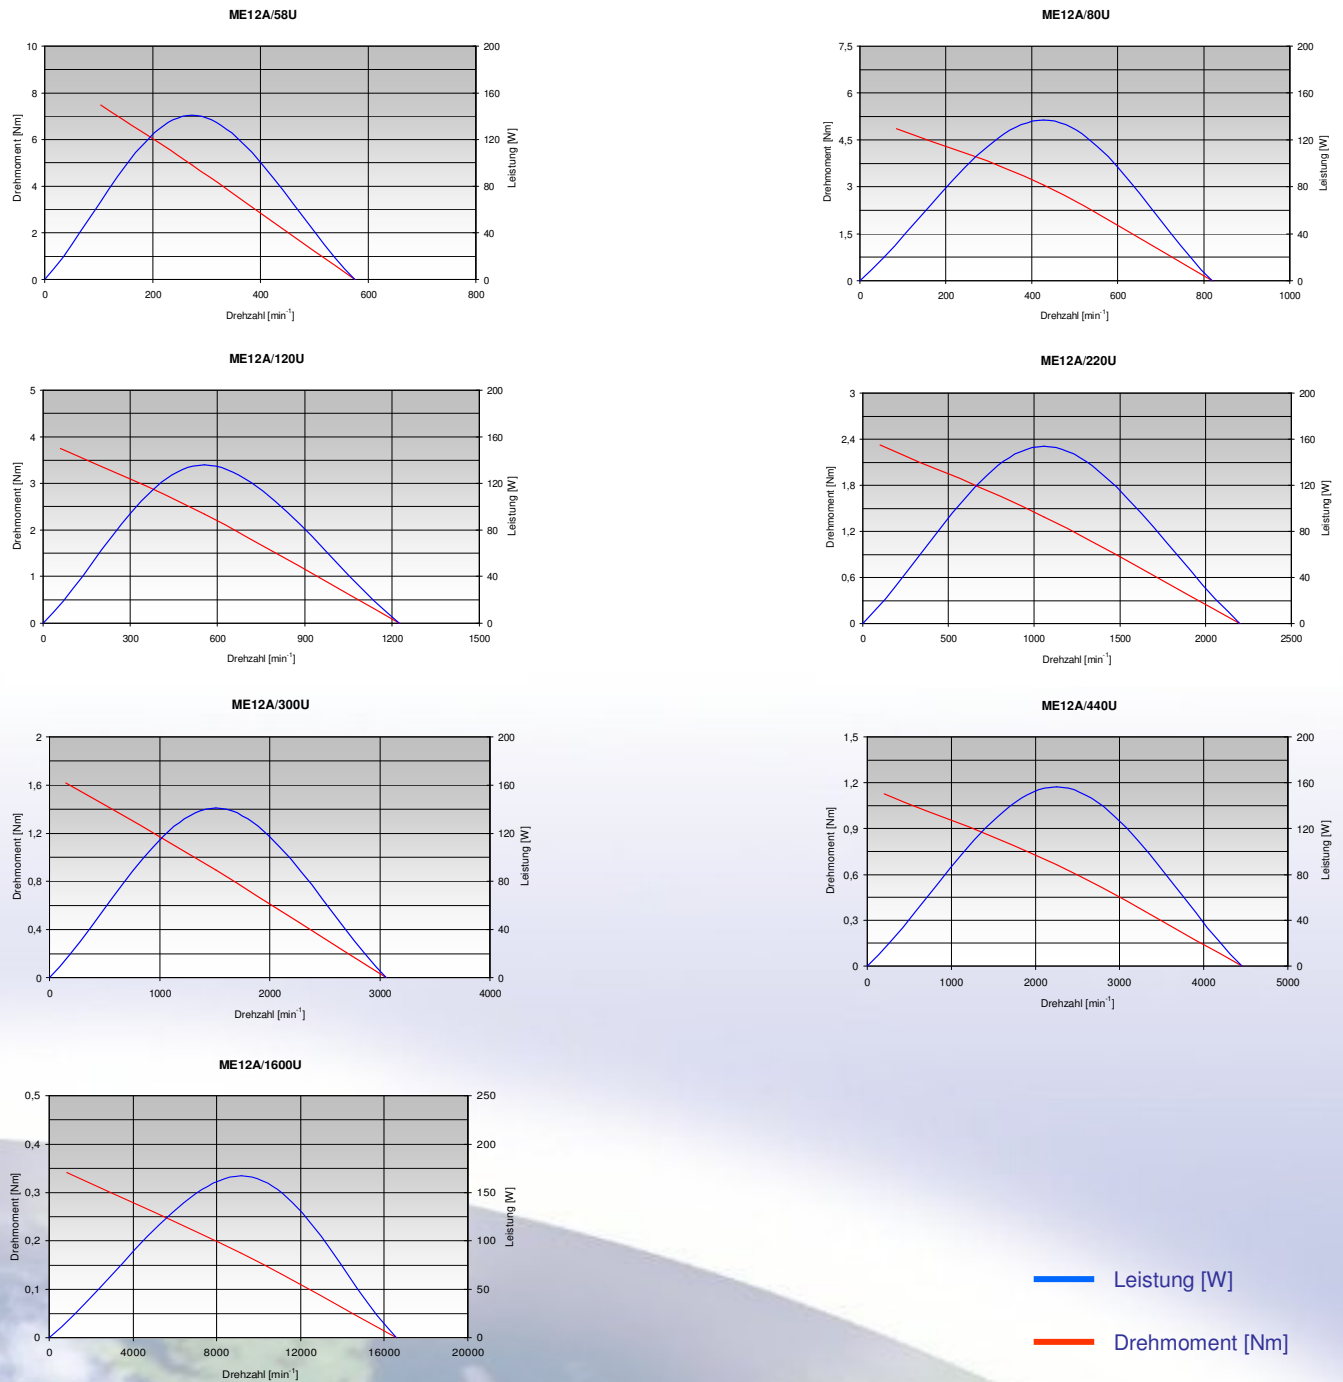 ME12A/58U
10
8
6
4
2
0
200
160
120
80
40
0
0 200 400 600 800
Drehmoment [Nm]
Leistung [W]
Drehzahl [min-1]
ME12A/80U
7,5
6
4,5
3
1,5
0
200
160
120
80
40
0
0 200 400 600 800 1000
Drehmoment [Nm]
Leistung [W]
Drehzahl [min-1]
ME12A/120U
5
4
3
2
1
0
200
160
120
80
40
0
0 300 600 900 1200 1500
Drehmoment [Nm]
Leistung [W]
Drehzahl [min-1]
ME12A/220U
3
2,4
1,8
1,2
0,6
0
200
160
120
80
40
0
0 500 1000 1500 2000 2500
Drehmoment [Nm]
Leistung [W]
Drehzahl [min-1]
ME12A/300U
2
1,6
1,2
0,8
0,4
0
200
160
120
80
40
0
0 1000 2000 3000 4000
Drehmoment [Nm]
Leistung [W]
Drehzahl [min-1]
ME12A/440U
1,5
1,2
0,9
0,6
0,3
0
200
160
120
80
40
0
0 1000 2000 3000 4000 5000
Drehmoment [Nm]
Leistung [W]
Drehzahl [min-1]
ME12A/1600U
0,5
0,4
0,3
0,2
0,1
0
250
200
150
100
50
0
0 4000 8000 12000 16000 20000
Drehmoment [Nm]
Leistung [W]
Drehzahl [min-1]
Leistung [W]
Drehmoment [Nm]